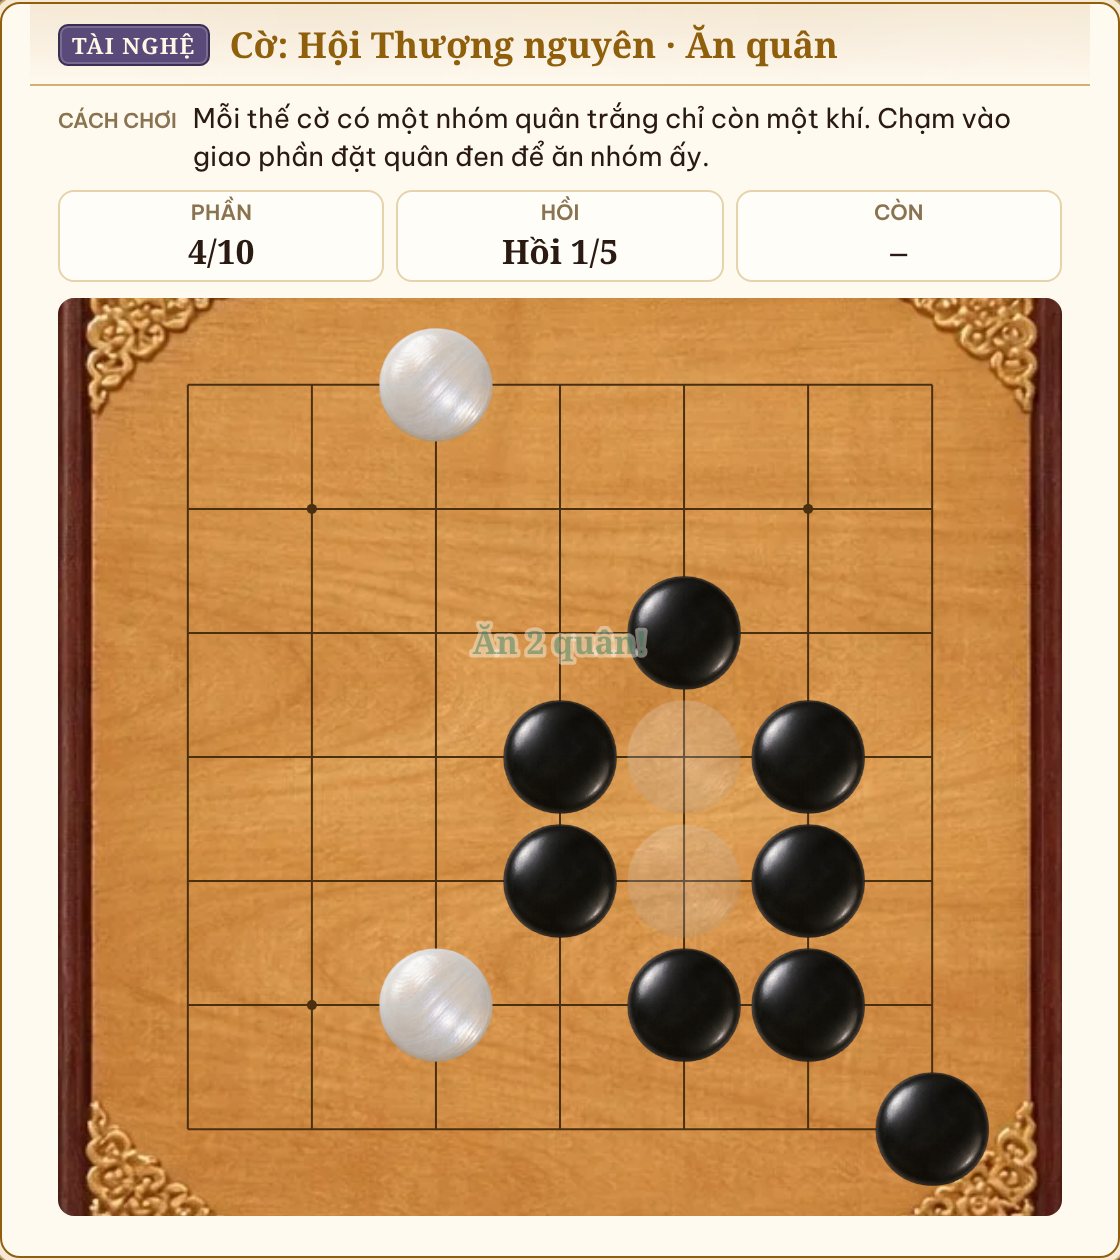 TÀI NGHỆ Cờ: Hội Thượng nguyên · Ăn quân
CÁCH CHƠI Mỗi thế cờ có một nhóm quân trắng chỉ còn một khí. Chạm vào
giao phần đặt quân đen để ăn nhóm ấy.
PHẦN HỒI CÒN
4/10 Hồi 1/5 –
Ăn 2 quân!